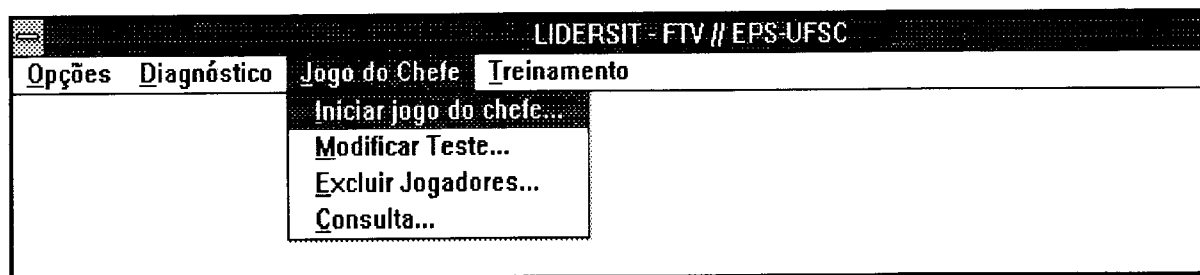 LIDERSIT - FTV // EPS-UFSC
Opções Diagnóstico Jogo do Chefe Treinamento
Iniciar jogo do chefe...
Modificar Teste...
Excluir Jogadores...
Consulta...